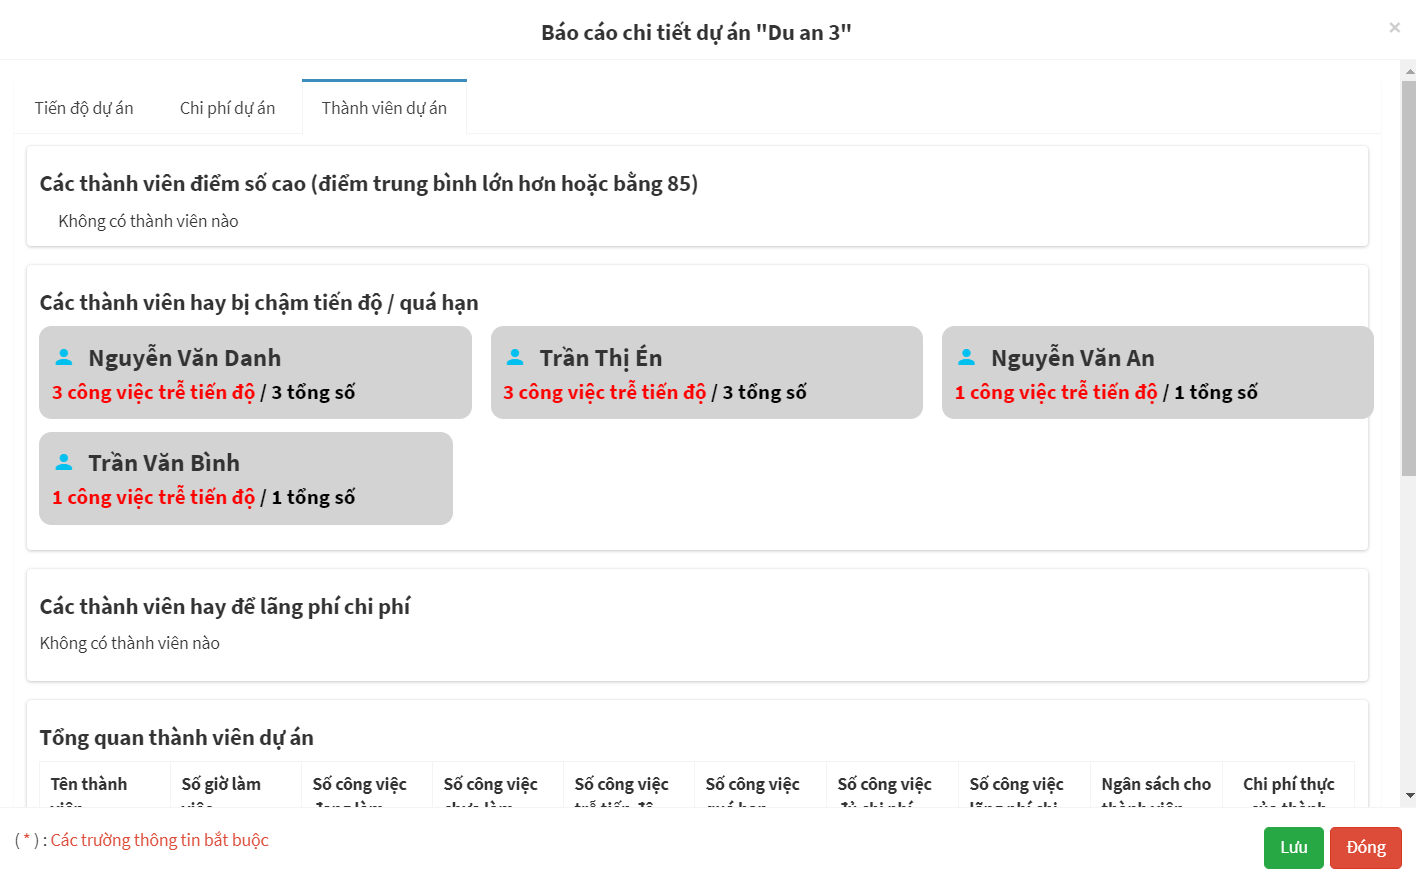 Báo cáo chi tiết dự án "Du an 3"
×
Tiến độ dự án Chi phí dự án Thành viên dự án
Các thành viên điểm số cao (điểm trung bình lớn hơn hoặc bằng 85)
Không có thành viên nào
Các thành viên hay bị chậm tiến độ / quá hạn
Nguyễn Văn Danh
3 công việc trễ tiến độ / 3 tổng số
Trần Thị Én
3 công việc trễ tiến độ / 3 tổng số
Nguyễn Văn An
1 công việc trễ tiến độ / 1 tổng số
Trần Văn Bình
1 công việc trễ tiến độ / 1 tổng số
Các thành viên hay để lãng phí chi phí
Không có thành viên nào
Tổng quan thành viên dự án
Tên thành Số giờ làm Số công việc Số công việc Số công việc Số công việc Số công việc Số công việc Ngân sách cho Chi phí thực
( * ) : Các trường thông tin bắt buộc
Lưu Đóng